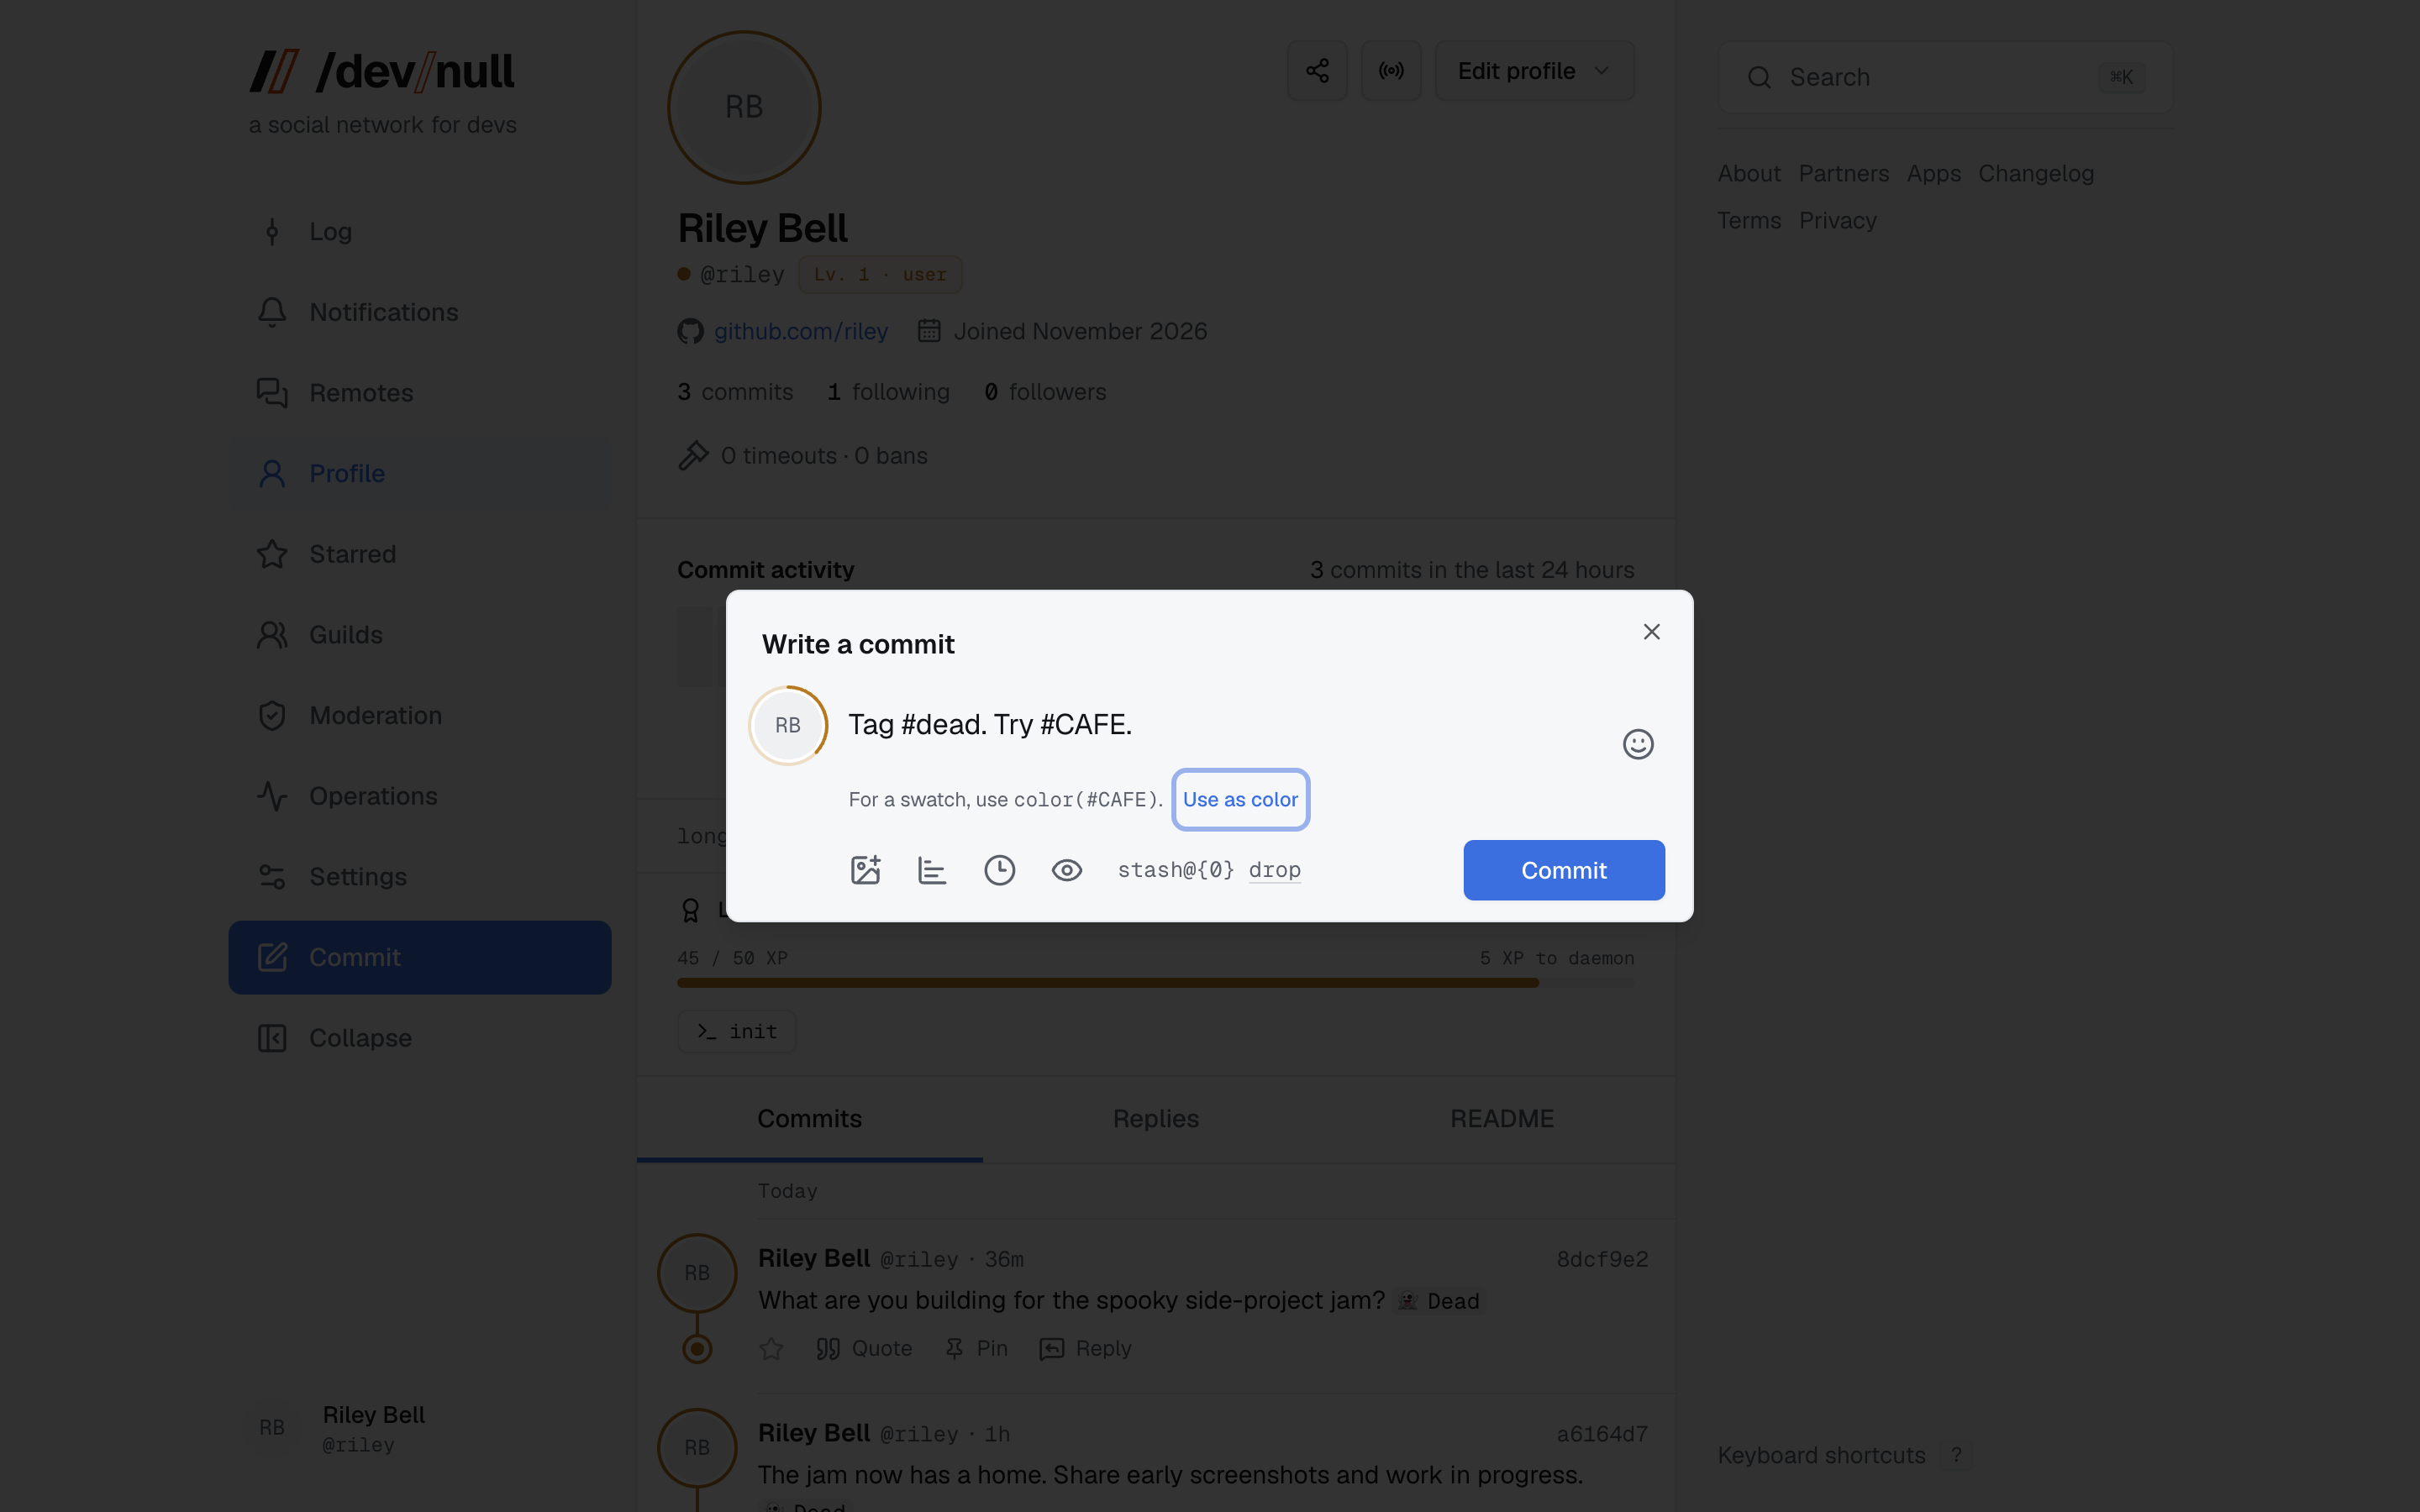 /dev/null
a social network for devs
Log
Notifications
Remotes
Profile
Starred
Guilds
Moderation
Operations
Settings
Commit
Collapse
RB
Riley Bell
@riley
RB
Edit profile
Riley Bell
@riley Lv. 1 · user
github.com/riley Joined November 2026
3 commits 1 following 0 followers
0 timeouts · 0 bans
Commit activity 3 commits in the last 24 hours
Write a commit
RB Tag #dead. Try #CAFE.
For a swatch, use color(#CAFE). Use as color
stash@{0} drop Commit
long
45 / 50 XP 5 XP to daemon
init
Commits Replies README
Today
RB Riley Bell @riley · 36m 8dcf9e2
What are you building for the spooky side-project jam? Dead
Quote Pin Reply
RB Riley Bell @riley · 1h a6164d7
The jam now has a home. Share early screenshots and work in progress.
Dead
Search ⌘K
About Partners Apps Changelog
Terms Privacy
Keyboard shortcuts ?